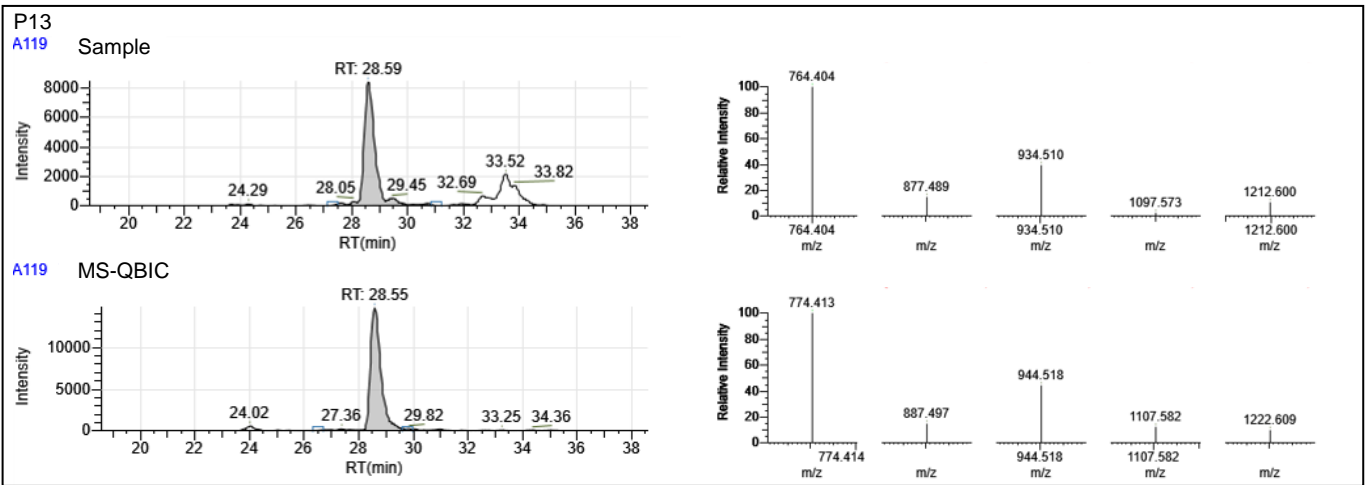 P13
A119 Sample
RT: 28.59
8000
6000
4000
2000
0
Intensity
24.29 28.05 29.45 32.69 33.52 33.82
20 22 24 26 28 30 32 34 36 38
RT(min)
Relative Intensity
100
80
60
40
20
0
764.404 877.489 934.510 1097.573 1212.600
764.404 934.510 1212.600
m/z m/z m/z m/z m/z
A119 MS-QBIC
RT: 28.55
10000
5000
0
Intensity
24.02 27.36 29.82 33.25 34.36
20 22 24 26 28 30 32 34 36 38
RT(min)
Relative Intensity
100
80
60
40
20
0
774.413 887.497 944.518 1107.582 1222.609
774.414 944.518 1107.582
m/z m/z m/z m/z m/z